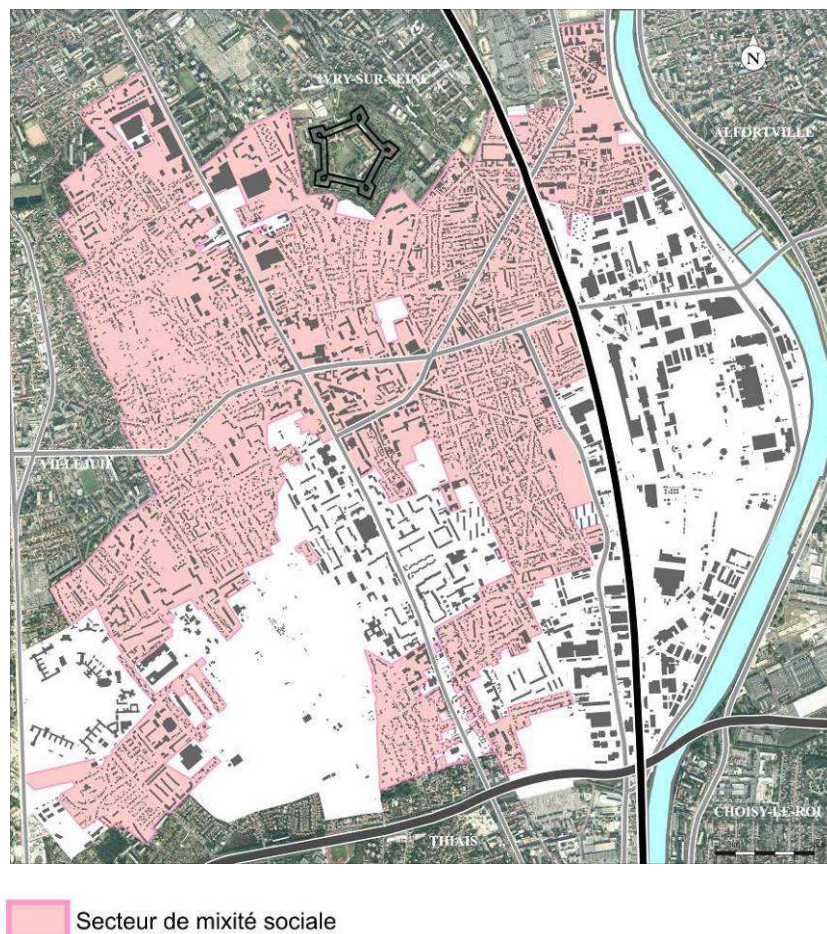 IVRY-SUR-SEINE
N
ALFORTVILLE
VILLEJUIF
CHOISY-LE-ROI
THIAIS
Secteur de mixité sociale